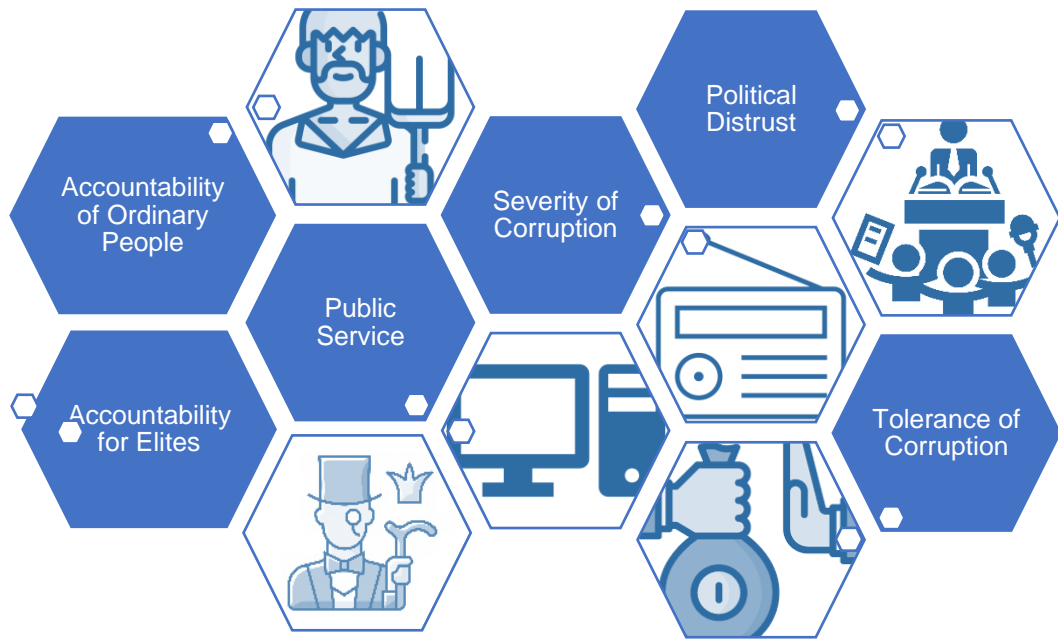 Accountability
of Ordinary
People
Accountability
for Elites
Public
Service
Severity of
Corruption
Political
Distrust
Tolerance of
Corruption